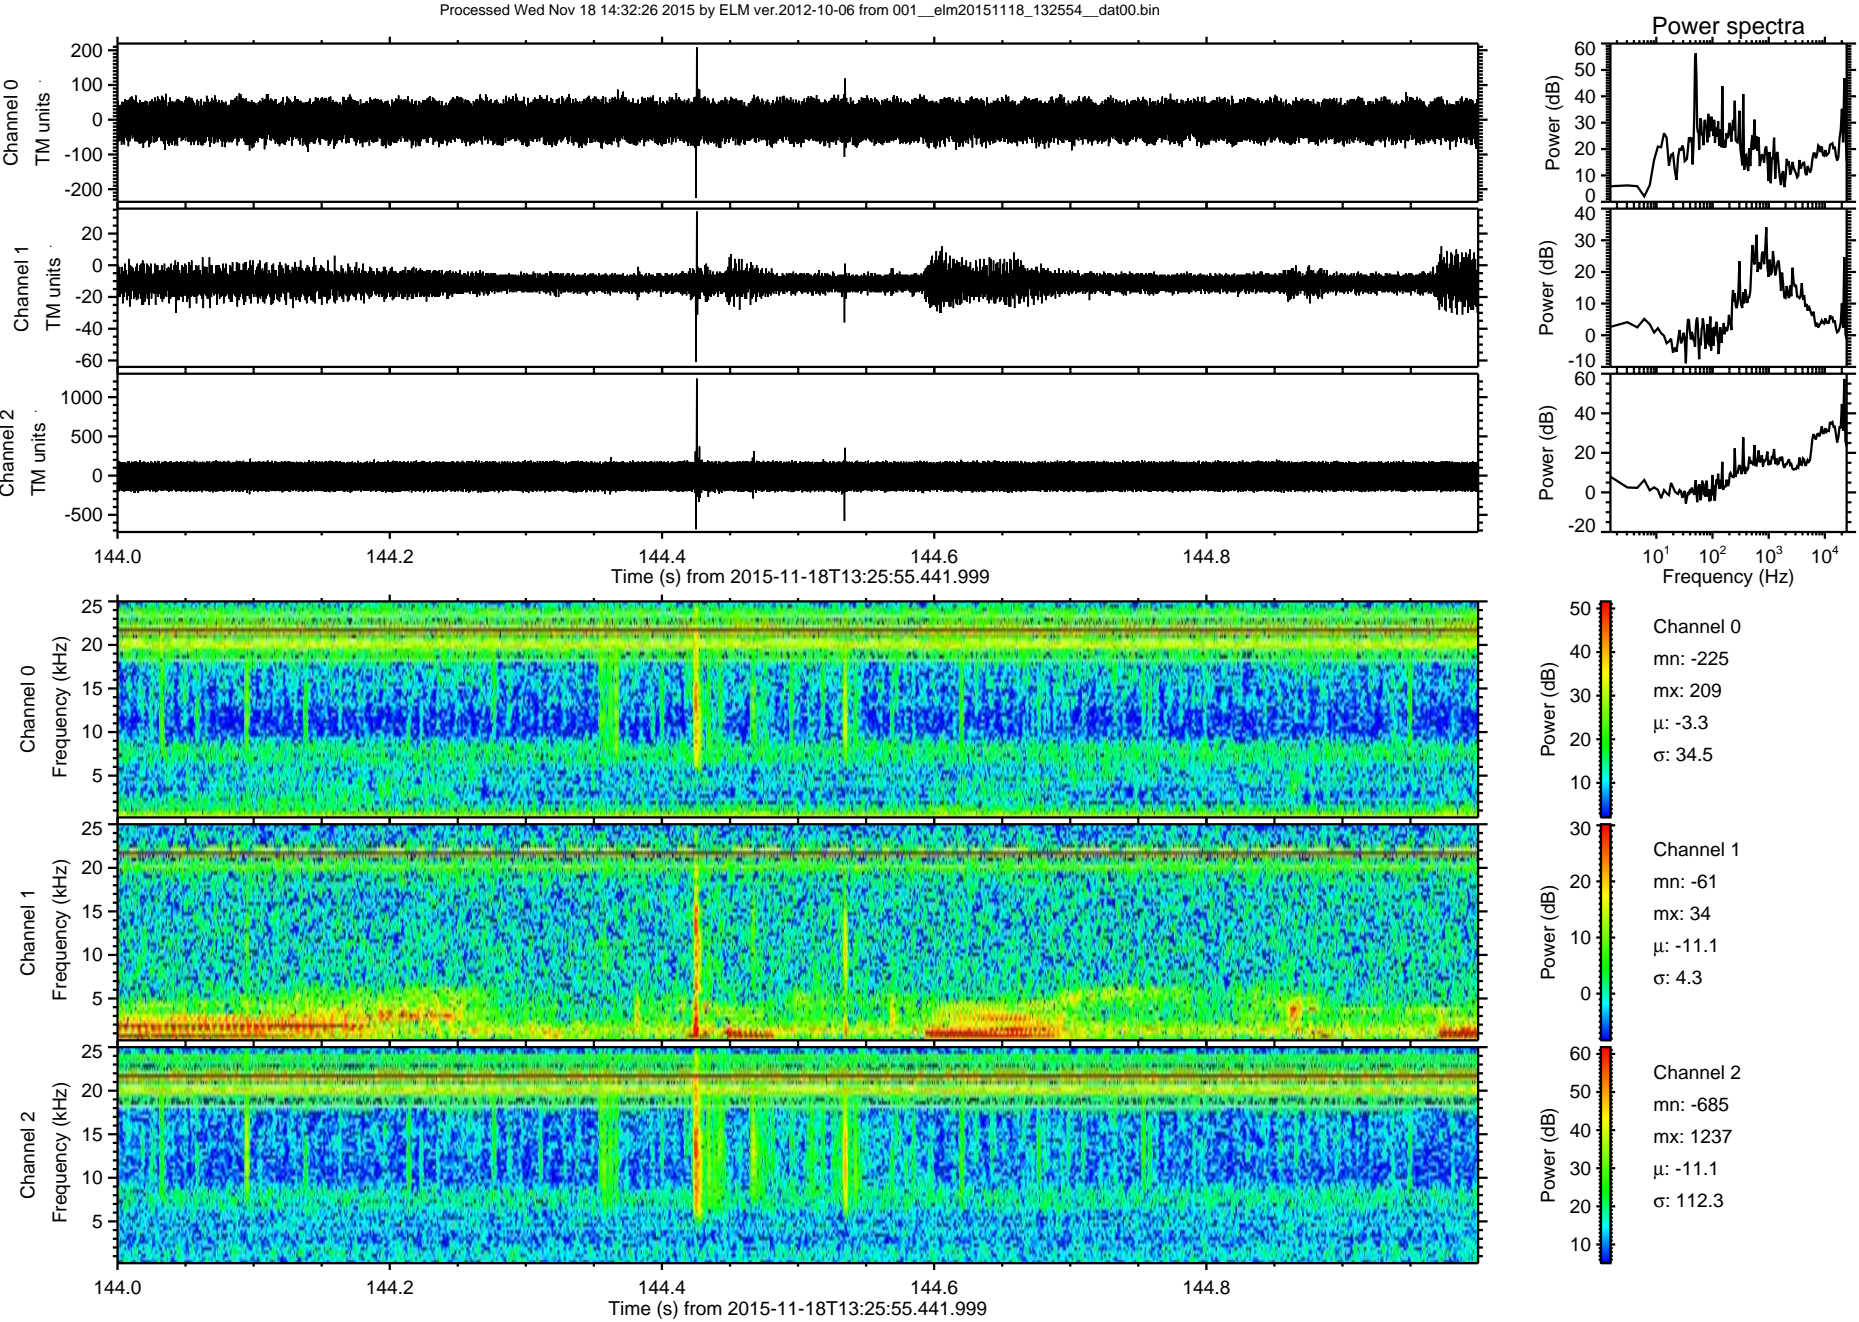 Processed Wed Nov 18 14:32:26 2015 by ELM ver.2012-10-06 from 001__elm20151118_132554__dat00.bin
Power spectra
Channel 0
TM units
200
100
0
-100
-200
Power (dB)
60
50
40
30
20
10
0
Channel 1
TM units
20
0
-20
-40
-60
Power (dB)
40
30
20
10
0
-10
Channel 2
TM units
1000
500
0
-500
Power (dB)
60
40
20
0
-20
144.0 144.2 144.4 144.6 144.8
Time (s) from 2015-11-18T13:25:55.441.999
10^1 10^2 10^3 10^4
Frequency (Hz)
Channel 0
Frequency (kHz)
25
20
15
10
5
Power (dB)
50
40
30
20
10
Channel 0
mn: -225
mx: 209
μ: -3.3
σ: 34.5
Channel 1
Frequency (kHz)
25
20
15
10
5
Power (dB)
30
20
10
0
Channel 1
mn: -61
mx: 34
μ: -11.1
σ: 4.3
Channel 2
Frequency (kHz)
25
20
15
10
5
Power (dB)
60
50
40
30
20
10
Channel 2
mn: -685
mx: 1237
μ: -11.1
σ: 112.3
144.0 144.2 144.4 144.6 144.8
Time (s) from 2015-11-18T13:25:55.441.999